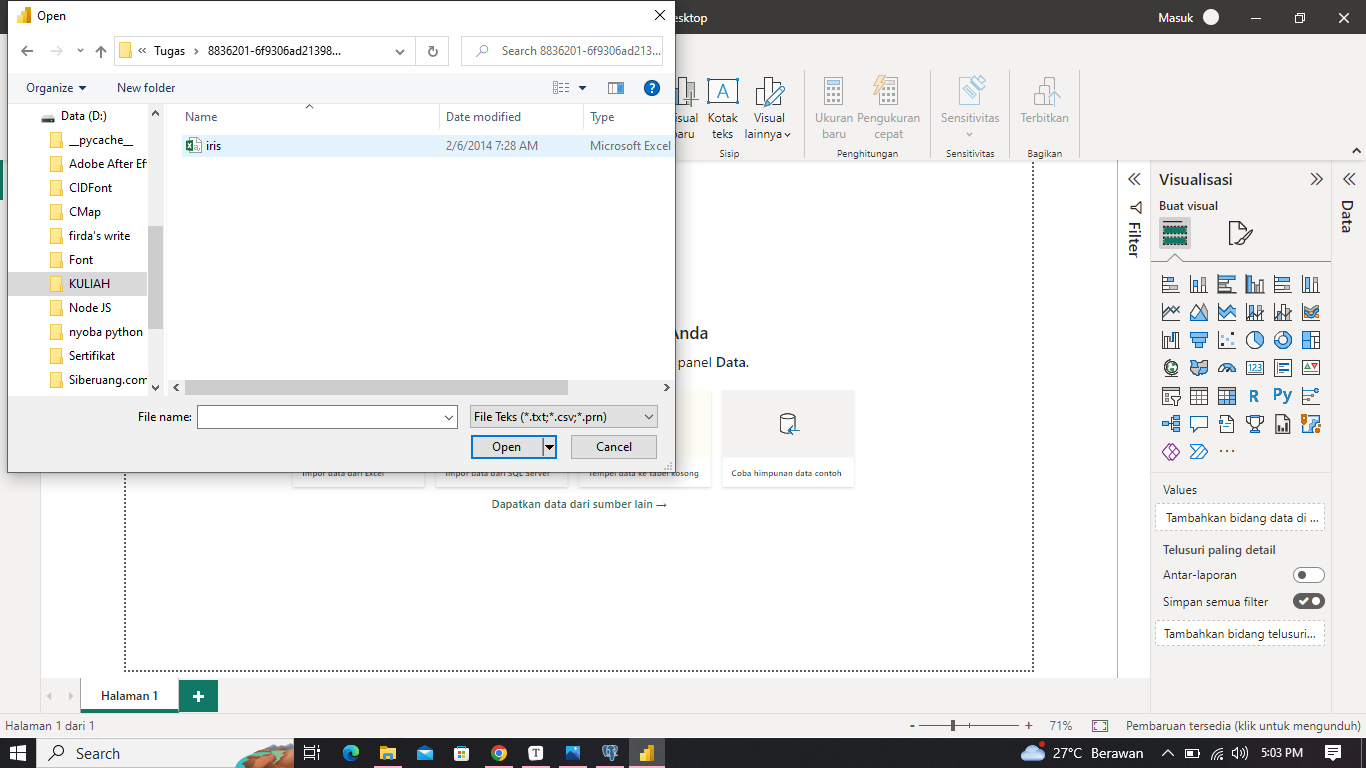 Open
esktop
Masuk
Tugas
8836201-6f9306ad21398...
Search 8836201-6f9306ad213...
Organize
New folder
Name
Date modified
Type
iris
2/6/2014 7:28 AM
Microsoft Excel
Data (D:)
__pycache__
Adobe After Ef
CIDFont
CMap
firda's write
Font
KULIAH
Node JS
nyoba python
Sertifikat
Siberuang.com
File name:
File Teks (*.txt;*.csv;*.prn)
Open
Cancel
isual
aru
Kotak
teks
Visual
lainnya
Sisip
Ukuran
baru
Pengukuran
cepat
Penghitungan
Sensitivitas
Sensitivitas
Terbitkan
Bagikan
Anda
panel Data.
Impor data dari Excel
Impor data dari SQL Server
Tempel data ke tabel kosong
Coba himpunan data contoh
Dapatkan data dari sumber lain →
Filter
Visualisasi
Buat visual
Data
123
R
Py
...
Values
Tambahkan bidang data di ...
Telusuri paling detail
Antar-laporan
Simpan semua filter
Tambahkan bidang telusuri...
Halaman 1
+
Halaman 1 dari 1
- + 71%
Pembaruan tersedia (klik untuk mengunduh)
Search
T
27°C Berawan
5:03 PM